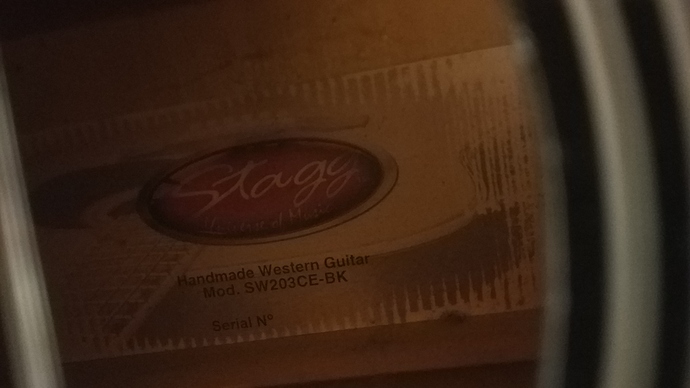 Stagg
Handmade Western Guitar
Mod. SW203CE-BK
Serial N°